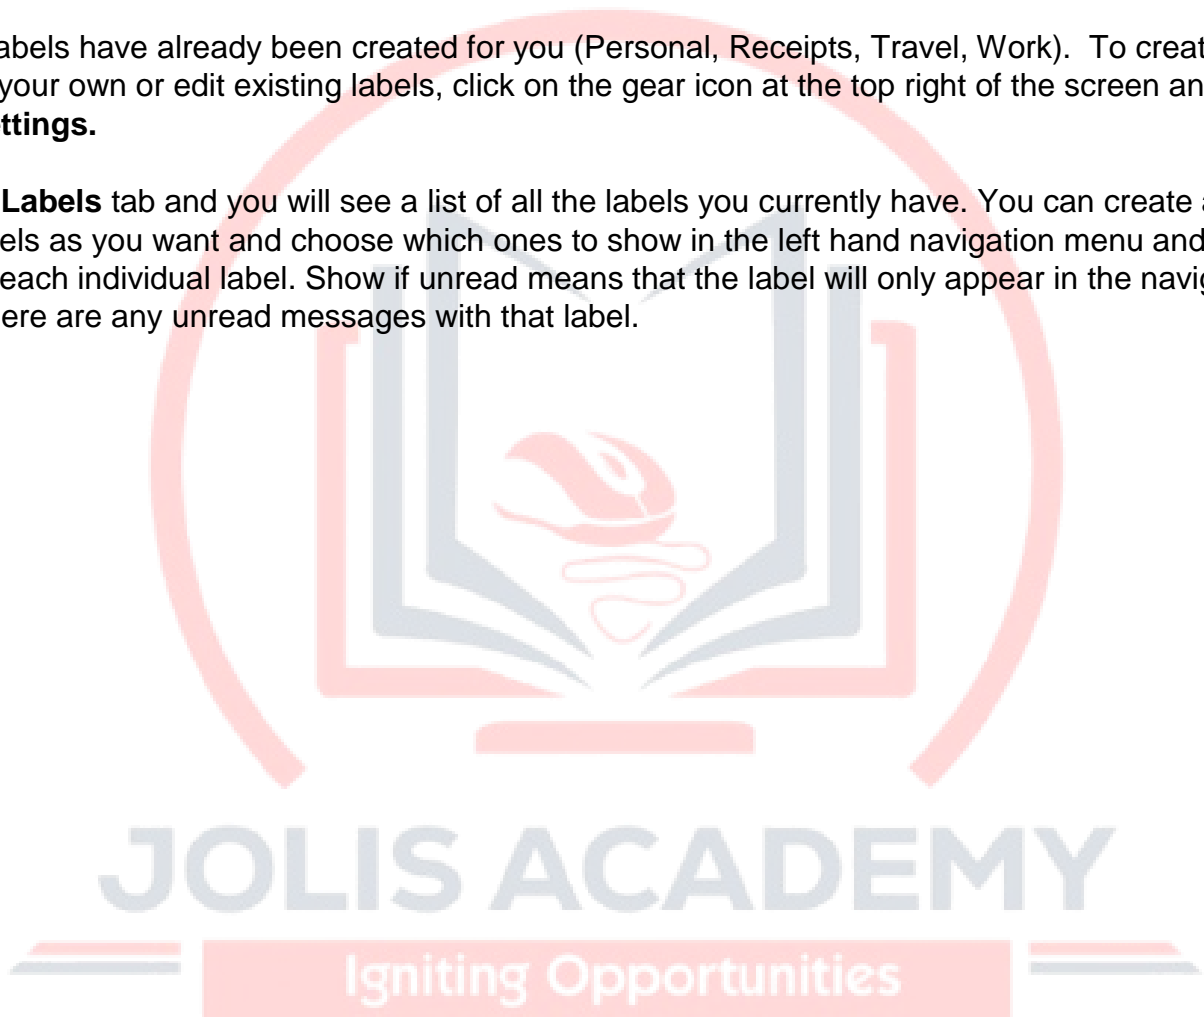 abels have already been created for you (Personal, Receipts, Travel, Work).  To creat
your own or edit existing labels, click on the gear icon at the top right of the screen an
ttings.
Labels tab and you will see a list of all the labels you currently have. You can create a
els as you want and choose which ones to show in the left hand navigation menu and
each individual label. Show if unread means that the label will only appear in the navig
ere are any unread messages with that label.
JOLIS ACADEMY
Igniting Opportunities